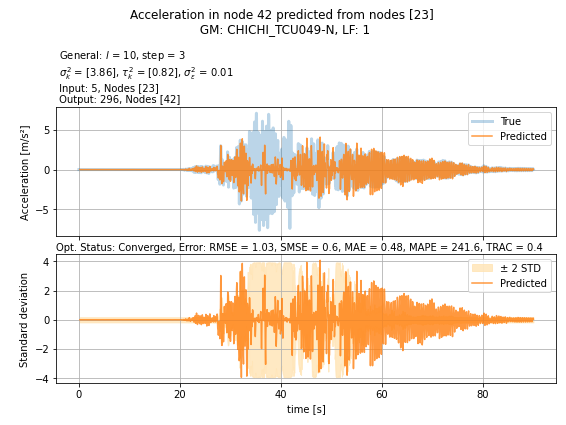 Acceleration in node 42 predicted from nodes [23]
GM: CHICHI_TCU049-N, LF: 1
General: l = 10, step = 3
σ²ₖ = [3.86], τ²ₖ = [0.82], σ²ε = 0.01
Input: 5, Nodes [23]
Output: 296, Nodes [42]
Acceleration [m/s²]
5
0
−5
True
Predicted
Opt. Status: Converged, Error: RMSE = 1.03, SMSE = 0.6, MAE = 0.48, MAPE = 241.6, TRAC = 0.4
Standard deviation
4
2
0
−2
−4
± 2 STD
Predicted
0 20 40 60 80
time [s]